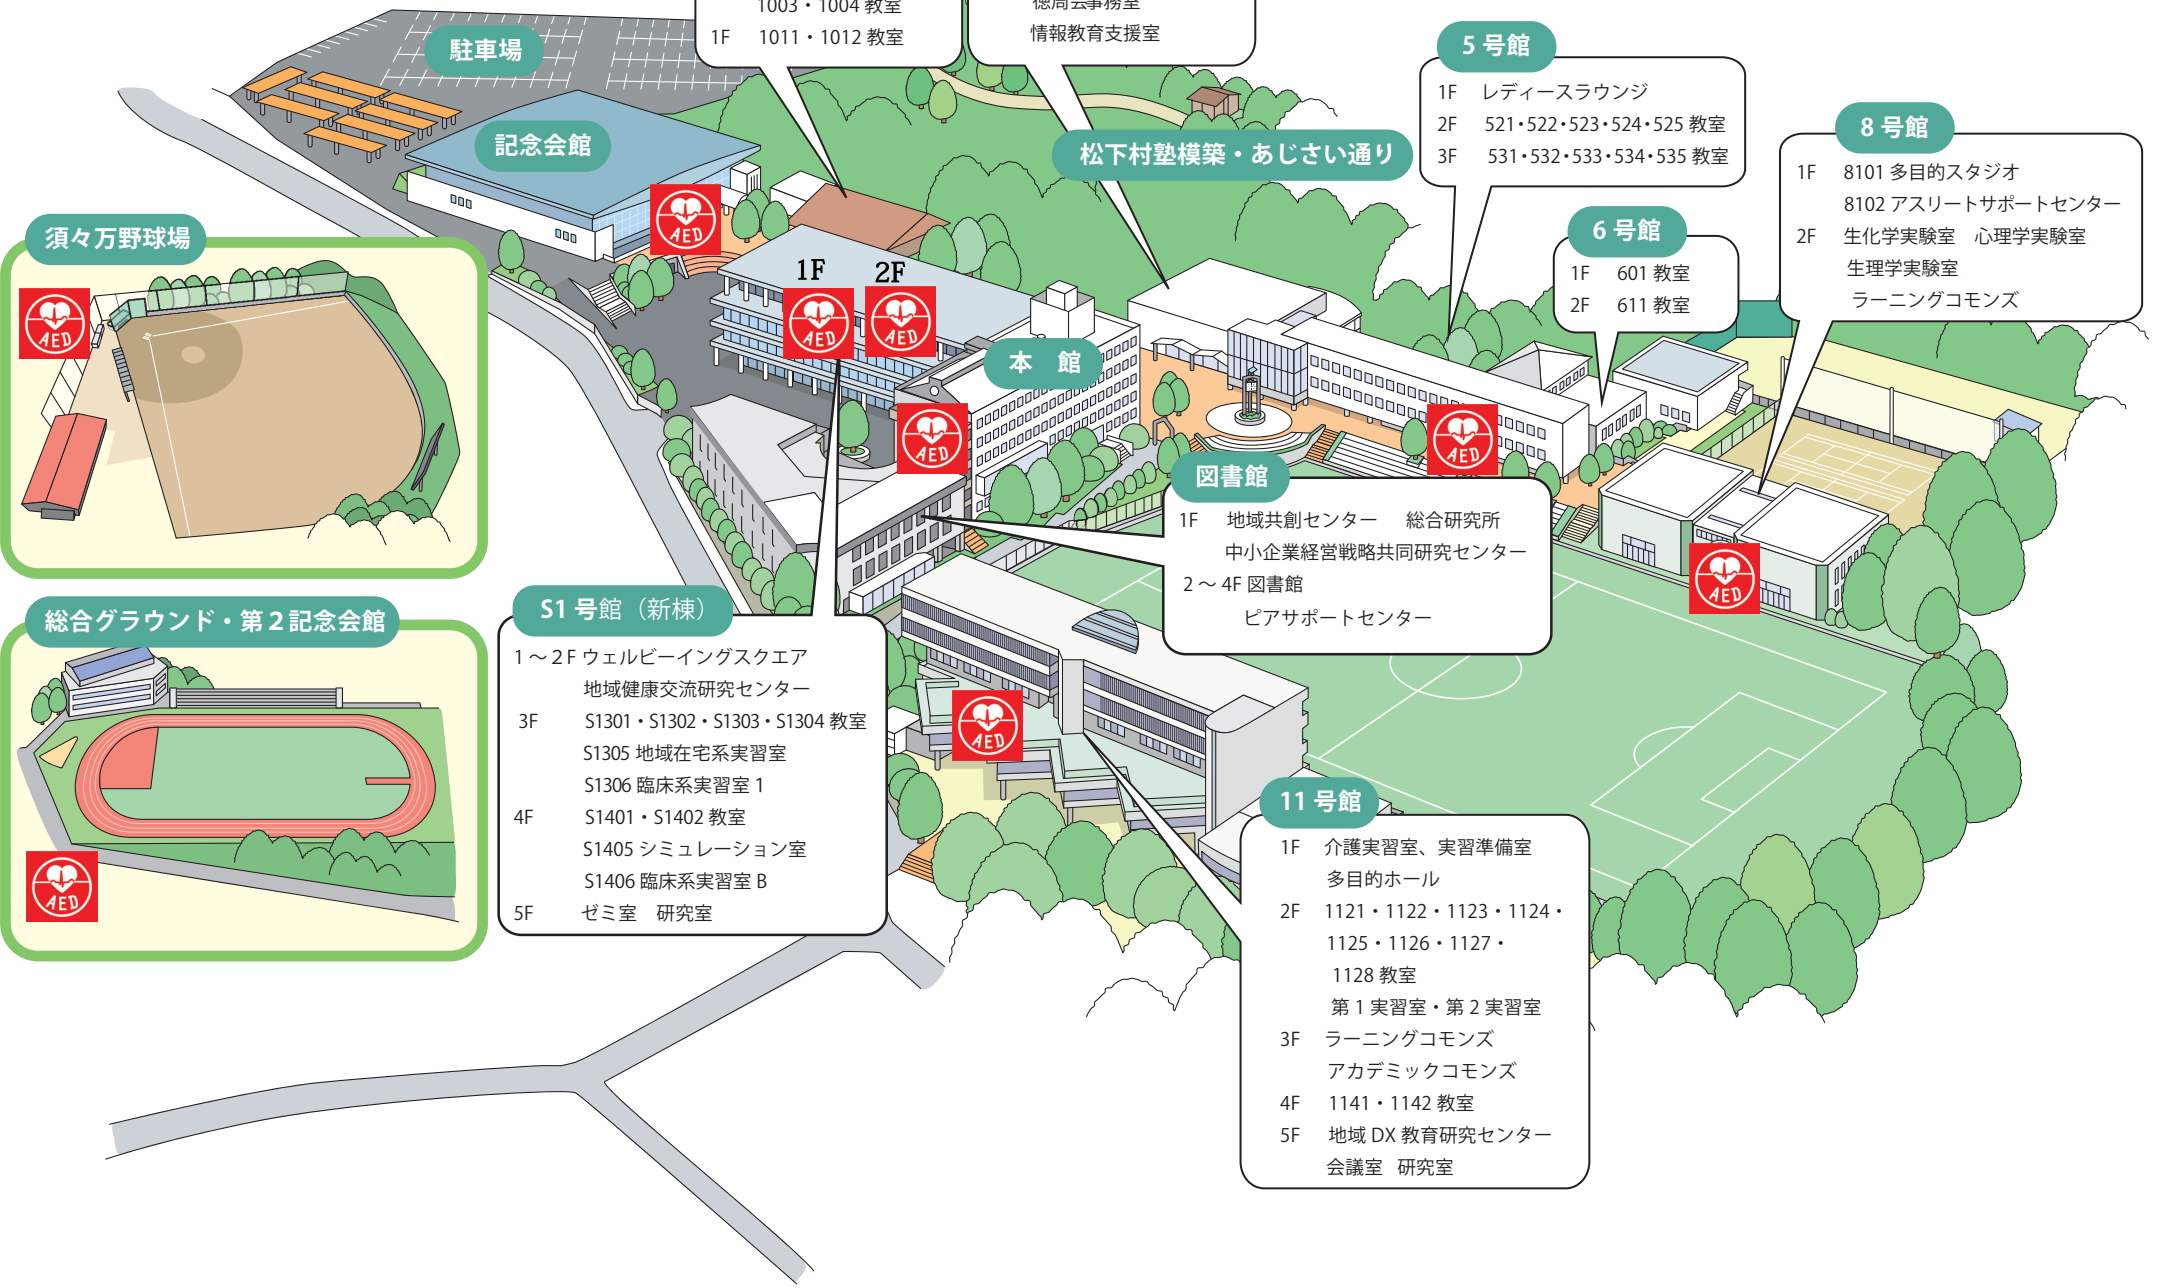 1003・1004 教室
1F 1011・1012 教室
徳周会事務室
情報教育支援室
駐車場
記念会館
松下村塾模築・あじさい通り
5 号館
1F レディースラウンジ
2F 521・522・523・524・525 教室
3F 531・532・533・534・535 教室
8 号館
1F 8101 多目的スタジオ
8102 アスリートサポートセンター
2F 生化学実験室 心理学実験室
生理学実験室
ラーニングコモンズ
6 号館
1F 601 教室
2F 611 教室
須々万野球場
AED
AED
1F
2F
AED
AED
本 館
AED
AED
図書館
1F 地域共創センター 総合研究所
中小企業経営戦略共同研究センター
2～4F 図書館
ピアサポートセンター
AED
総合グラウンド・第2記念会館
AED
S1 号館（新棟）
1～2F ウェルビーイングスクエア
地域健康交流研究センター
3F S1301・S1302・S1303・S1304 教室
S1305 地域在宅系実習室
S1306 臨床系実習室 1
4F S1401・S1402 教室
S1405 シミュレーション室
S1406 臨床系実習室 B
5F ゼミ室 研究室
AED
11 号館
1F 介護実習室、実習準備室
多目的ホール
2F 1121・1122・1123・1124・
1125・1126・1127・
1128 教室
第 1 実習室・第 2 実習室
3F ラーニングコモンズ
アカデミックコモンズ
4F 1141・1142 教室
5F 地域 DX 教育研究センター
会議室 研究室